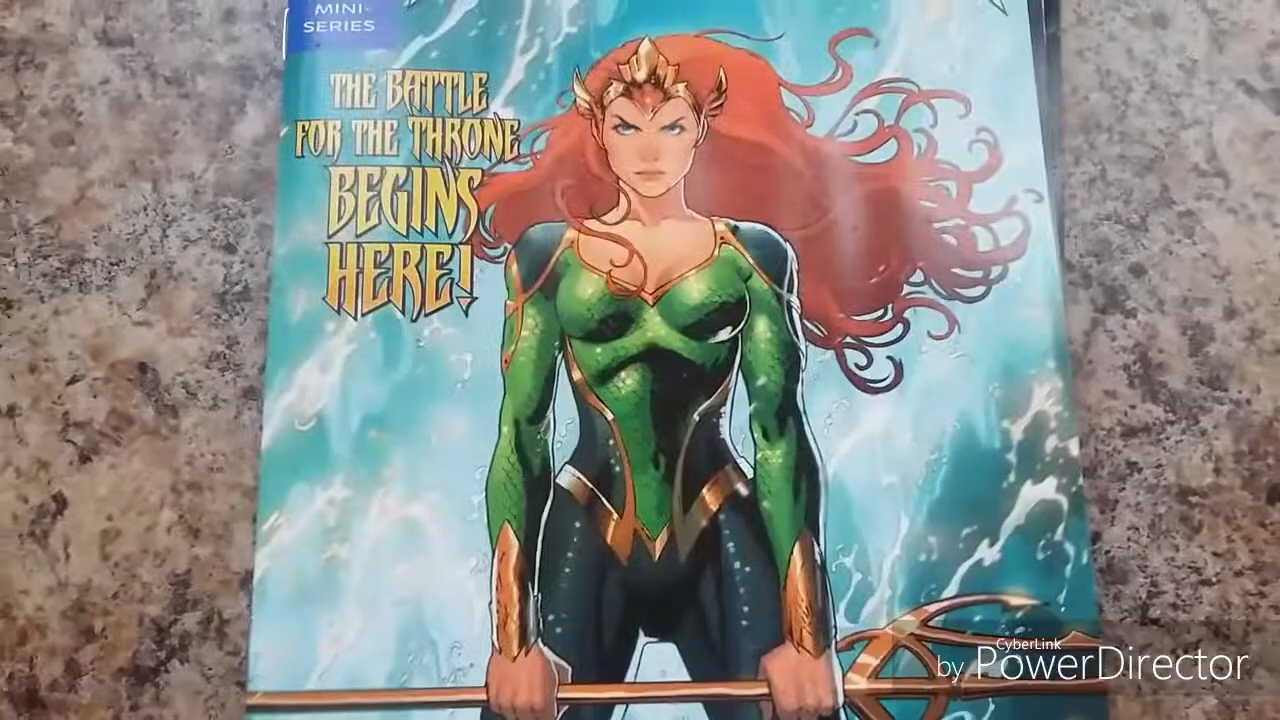 MINI-
SERIES
THE BATTLE
FOR THE THRONE
BEGINS
HERE!
CyberLink
by PowerDirector